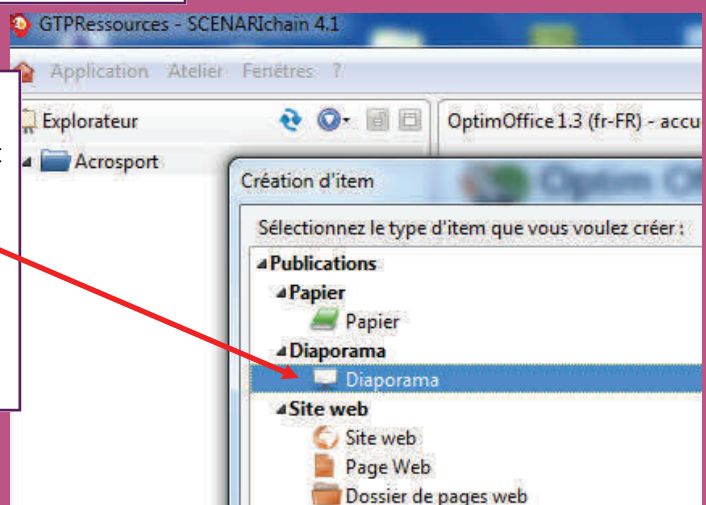 GTPRessources - SCENARIchain 4.1
Application Atelier Fenêtres ?
Explorateur
OptimOffice 1.3 (fr-FR) - accu
Acrosport
Optim O
Création d'item
Sélectionnez le type d'item que vous voulez créer :
Publications
Papier
Papier
Diaporama
Diaporama
Site web
Site web
Page Web
Dossier de pages web